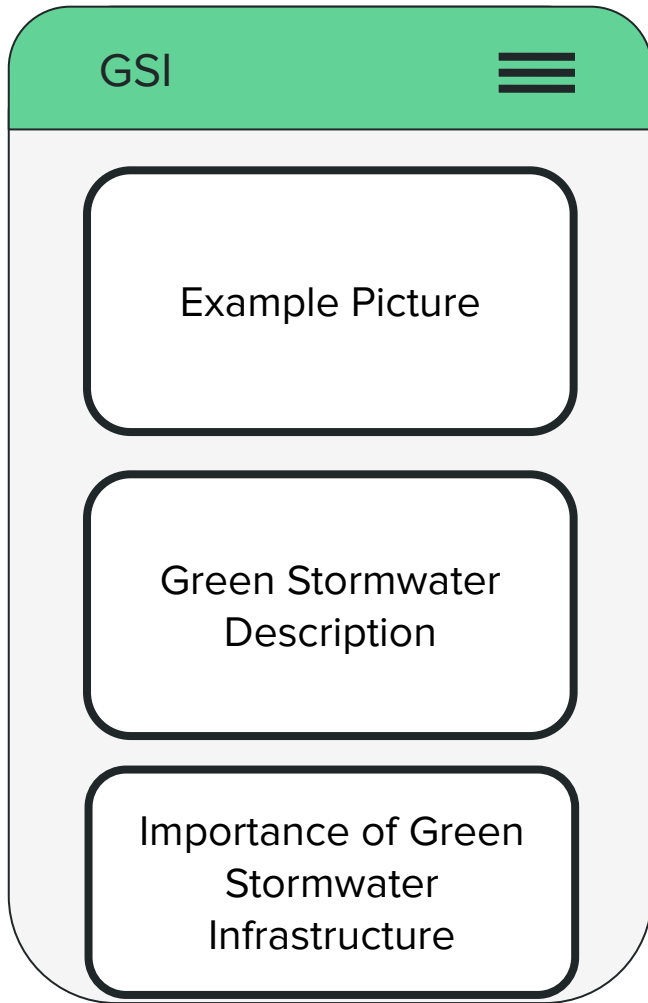 GSI
Example Picture
Green Stormwater
Description
Importance of Green
Stormwater
Infrastructure